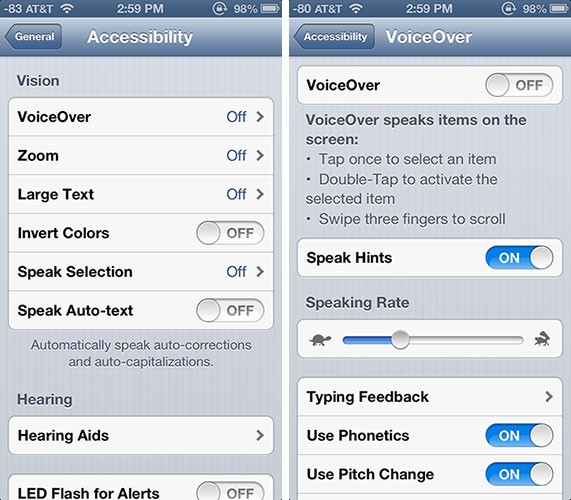 -83 AT&T 2:59 PM 98%
General Accessibility
Vision
VoiceOver Off
Zoom Off
Large Text Off
Invert Colors OFF
Speak Selection Off
Speak Auto-text OFF
Automatically speak auto-corrections
and auto-capitalizations.
Hearing
Hearing Aids
LED Flash for Alerts OFF
-80 AT&T 2:59 PM 98%
Accessibility VoiceOver
VoiceOver OFF
VoiceOver speaks items on the
screen:
• Tap once to select an item
• Double-Tap to activate the
selected item
• Swipe three fingers to scroll
Speak Hints ON
Speaking Rate
Typing Feedback
Use Phonetics ON
Use Pitch Change ON